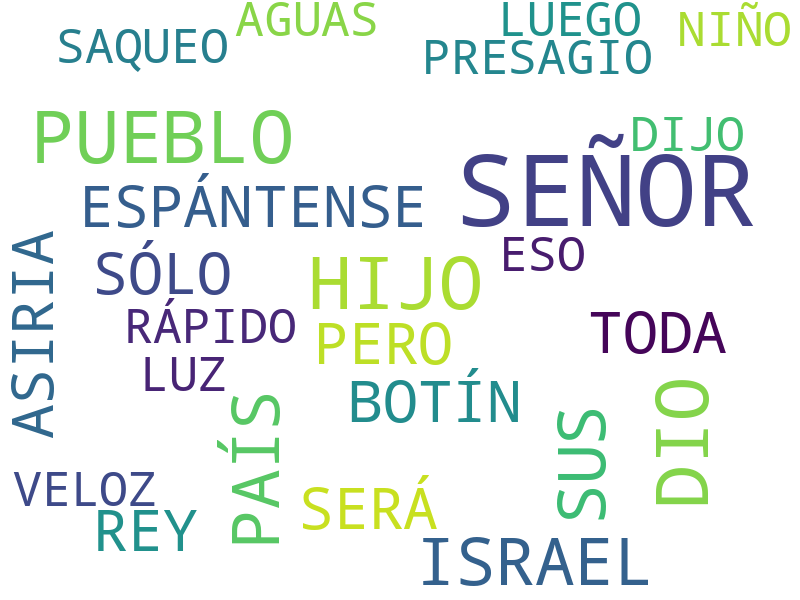 AGUAS
LUEGO
NIÑO
SAQUEO
PRESAGIO
PUEBLO
DIJO
SEÑOR
ESPÁNTENSE
ESO
SÓLO
HIJO
ASIRIA
RÁPIDO
PERO
TODA
LUZ
BOTÍN
PAÍS
SUS
DIO
VELOZ
SERÁ
REY
ISRAEL